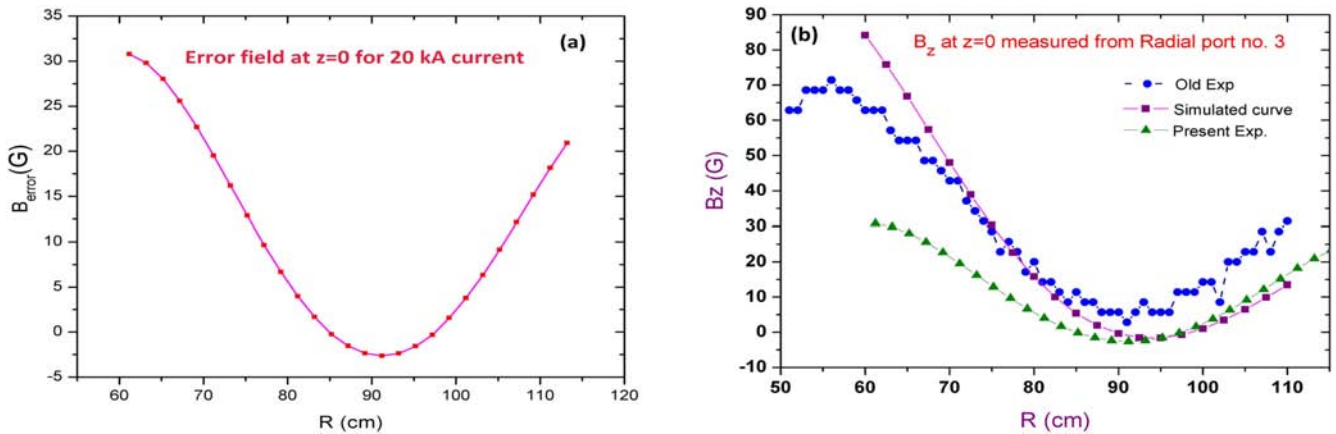 (a)
Error field at z=0 for 20 kA current
35
30
25
20
15
10
5
0
-5
B_error(G)
60 70 80 90 100 110 120
R (cm)
(b)
B_z at z=0 measured from Radial port no. 3
Old Exp
Simulated curve
Present Exp.
90
80
70
60
50
40
30
20
10
0
-10
Bz (G)
50 60 70 80 90 100 110
R (cm)